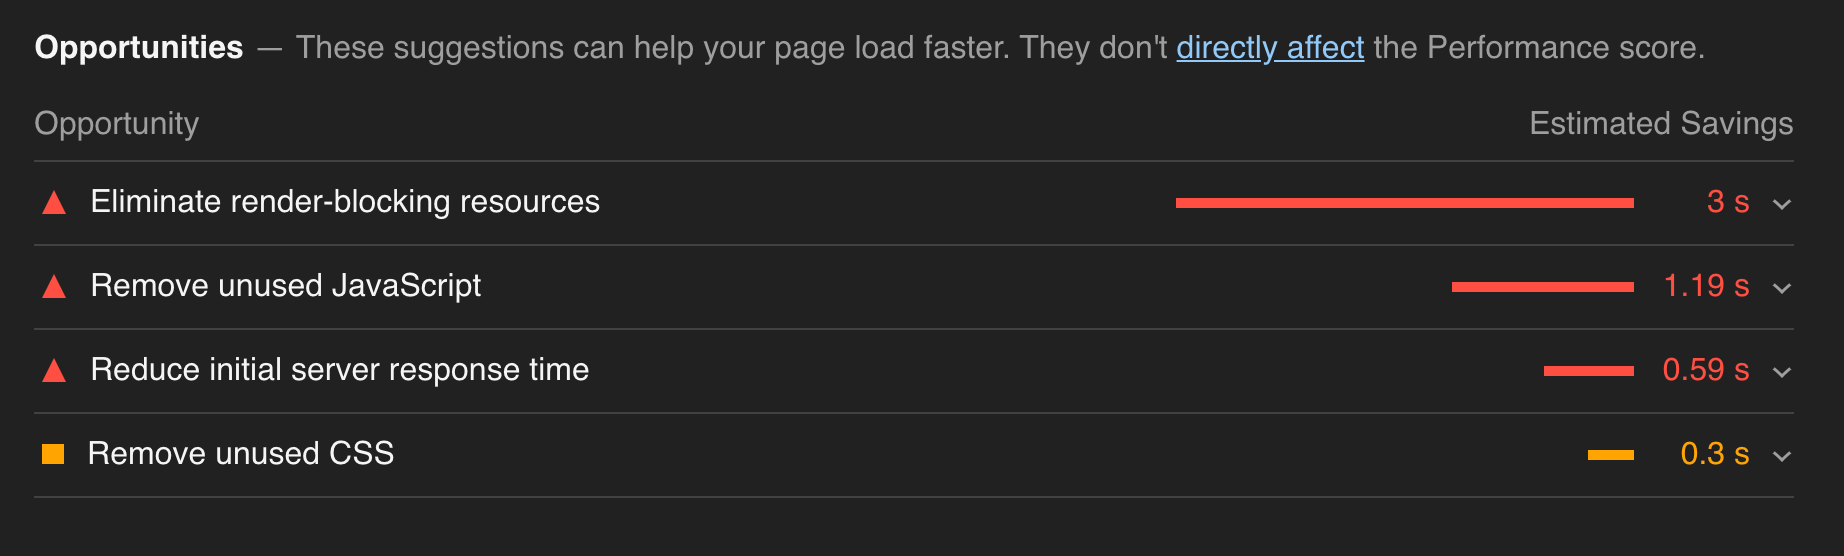 Opportunities — These suggestions can help your page load faster. They don't directly affect the Performance score.
Opportunity Estimated Savings
Eliminate render-blocking resources 3 s
Remove unused JavaScript 1.19 s
Reduce initial server response time 0.59 s
Remove unused CSS 0.3 s